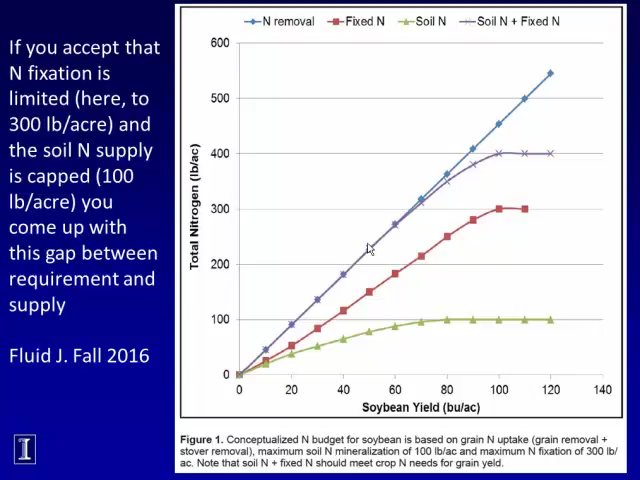 If you accept that
N fixation is
limited (here, to
300 lb/acre) and
the soil N supply
is capped (100
lb/acre) you
come up with
this gap between
requirement and
supply
Fluid J. Fall 2016
I
N removal Fixed N Soil N Soil N + Fixed N
600
500
400
300
200
100
0
Total Nitrogen (lb/ac)
0 20 40 60 80 100 120 140
Soybean Yield (bu/ac)
Figure 1. Conceptualized N budget for soybean is based on grain N uptake (grain removal +
stover removal), maximum soil N mineralization of 100 lb/ac and maximum N fixation of 300 lb/
ac. Note that soil N + fixed N should meet crop N needs for grain yield.